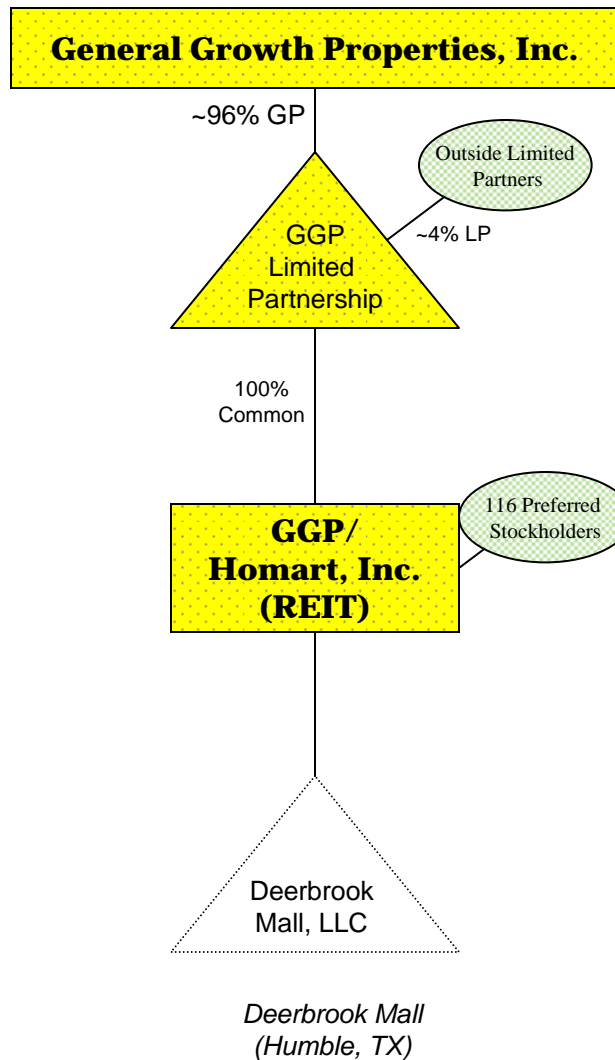 General Growth Properties, Inc.
~96% GP
Outside Limited
Partners
~4% LP
GGP
Limited
Partnership
100%
Common
116 Preferred
Stockholders
GGP/
Homart, Inc.
(REIT)
Deerbrook
Mall, LLC
Deerbrook Mall
(Humble, TX)